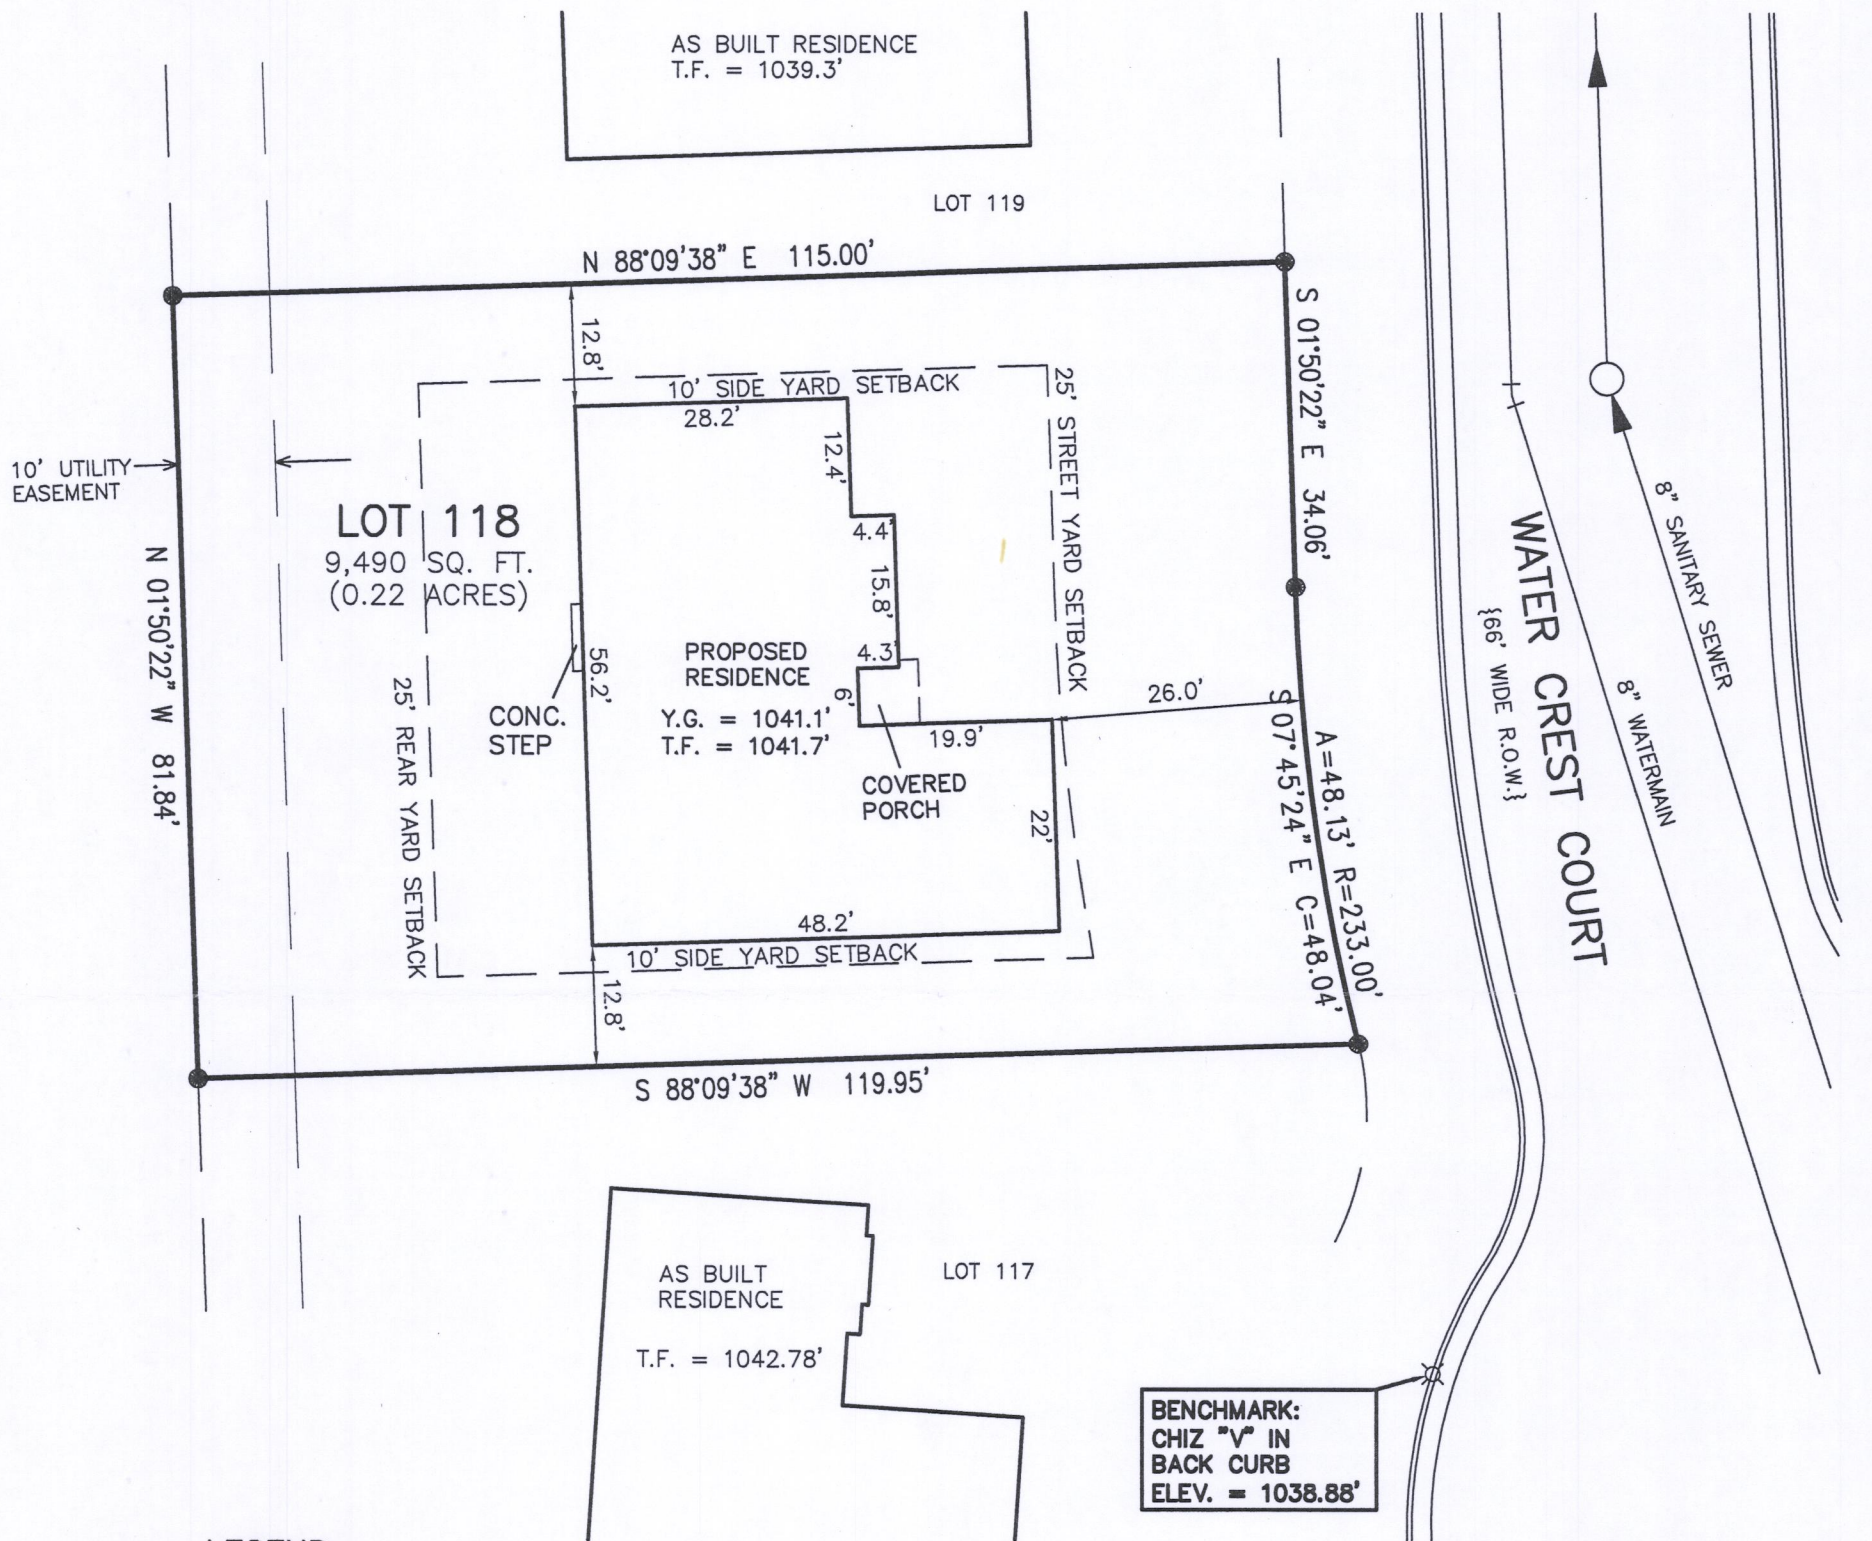 AS BUILT RESIDENCE
T.F. = 1039.3'
LOT 119
N 88°09'38" E 115.00'
S 01°50'22" E 34.06'
12.8'
10' SIDE YARD SETBACK
28.2'
25' STREET YARD SETBACK
12.4'
10' UTILITY
EASEMENT
LOT 118
9,490 SQ. FT.
(0.22 ACRES)
4.4'
15.8'
8" SANITARY SEWER
WATER CREST COURT
{66' WIDE R.O.W.}
8" WATERMAIN
N 01°50'22" W 81.84'
56.2'
PROPOSED
RESIDENCE
Y.G. = 1041.1'
T.F. = 1041.7'
4.3'
6'
CONC.
STEP
25' REAR YARD SETBACK
19.9'
26.0'
COVERED
PORCH
22'
S 07°45'24" E C=48.04'
A=48.13' R=233.00'
48.2'
10' SIDE YARD SETBACK
12.8'
S 88°09'38" W 119.95'
AS BUILT
RESIDENCE
T.F. = 1042.78'
LOT 117
BENCHMARK:
CHIZ "V" IN
BACK CURB
ELEV. = 1038.88'